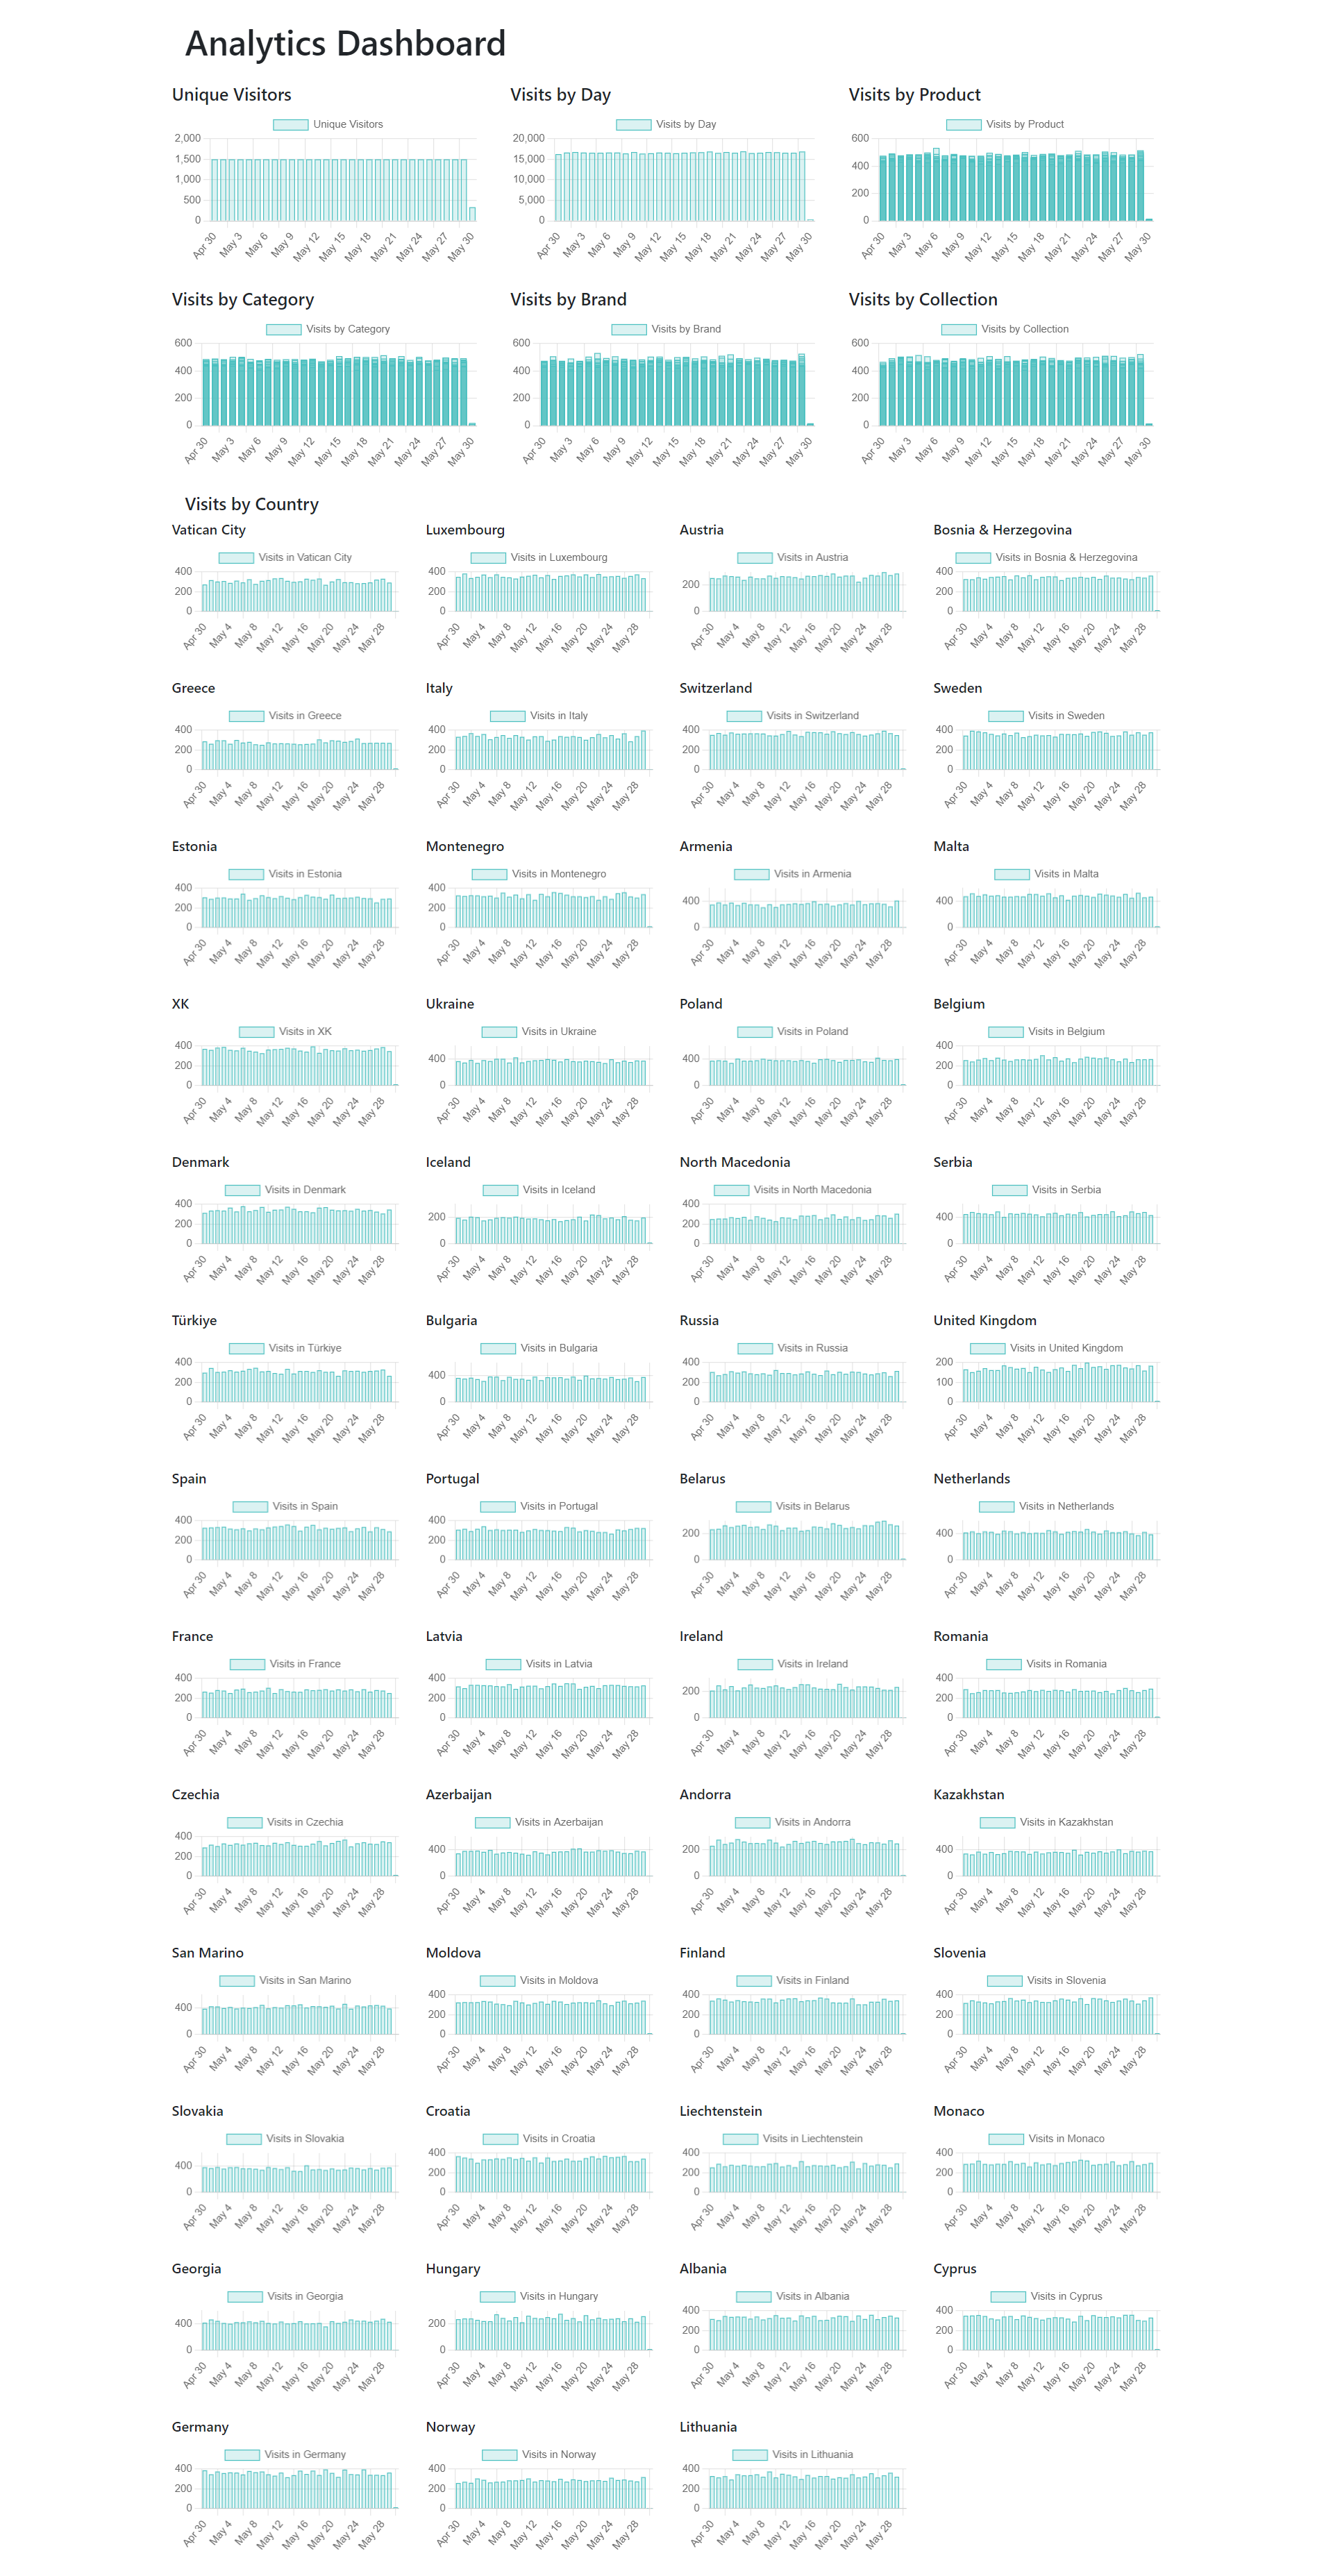 Analytics Dashboard
Unique Visitors
Unique Visitors
2,000
1,500
1,000
500
0
Apr 30 May 3 May 6 May 9 May 12 May 15 May 18 May 21 May 24 May 27 May 30
Visits by Day
Visits by Day
20,000
15,000
10,000
5,000
0
Apr 30 May 3 May 6 May 9 May 12 May 15 May 18 May 21 May 24 May 27 May 30
Visits by Product
Visits by Product
600
400
200
0
Apr 30 May 3 May 6 May 9 May 12 May 15 May 18 May 21 May 24 May 27 May 30
Visits by Category
Visits by Category
600
400
200
0
Apr 30 May 3 May 6 May 9 May 12 May 15 May 18 May 21 May 24 May 27 May 30
Visits by Brand
Visits by Brand
600
400
200
0
Apr 30 May 3 May 6 May 9 May 12 May 15 May 18 May 21 May 24 May 27 May 30
Visits by Collection
Visits by Collection
600
400
200
0
Apr 30 May 3 May 6 May 9 May 12 May 15 May 18 May 21 May 24 May 27 May 30
Visits by Country
Vatican City
Visits in Vatican City
400
200
0
Apr 30 May 4 May 8 May 12 May 16 May 20 May 24 May 28
Luxembourg
Visits in Luxembourg
400
200
0
Apr 30 May 4 May 8 May 12 May 16 May 20 May 24 May 28
Austria
Visits in Austria
200
0
Apr 30 May 4 May 8 May 12 May 16 May 20 May 24 May 28
Bosnia & Herzegovina
Visits in Bosnia & Herzegovina
400
200
0
Apr 30 May 4 May 8 May 12 May 16 May 20 May 24 May 28
Greece
Visits in Greece
400
200
0
Apr 30 May 4 May 8 May 12 May 16 May 20 May 24 May 28
Italy
Visits in Italy
400
200
0
Apr 30 May 4 May 8 May 12 May 16 May 20 May 24 May 28
Switzerland
Visits in Switzerland
400
200
0
Apr 30 May 4 May 8 May 12 May 16 May 20 May 24 May 28
Sweden
Visits in Sweden
400
200
0
Apr 30 May 4 May 8 May 12 May 16 May 20 May 24 May 28
Estonia
Visits in Estonia
400
200
0
Apr 30 May 4 May 8 May 12 May 16 May 20 May 24 May 28
Montenegro
Visits in Montenegro
400
200
0
Apr 30 May 4 May 8 May 12 May 16 May 20 May 24 May 28
Armenia
Visits in Armenia
400
0
Apr 30 May 4 May 8 May 12 May 16 May 20 May 24 May 28
Malta
Visits in Malta
400
0
Apr 30 May 4 May 8 May 12 May 16 May 20 May 24 May 28
XK
Visits in XK
400
200
0
Apr 30 May 4 May 8 May 12 May 16 May 20 May 24 May 28
Ukraine
Visits in Ukraine
400
0
Apr 30 May 4 May 8 May 12 May 16 May 20 May 24 May 28
Poland
Visits in Poland
400
0
Apr 30 May 4 May 8 May 12 May 16 May 20 May 24 May 28
Belgium
Visits in Belgium
400
200
0
Apr 30 May 4 May 8 May 12 May 16 May 20 May 24 May 28
Denmark
Visits in Denmark
400
200
0
Apr 30 May 4 May 8 May 12 May 16 May 20 May 24 May 28
Iceland
Visits in Iceland
200
0
Apr 30 May 4 May 8 May 12 May 16 May 20 May 24 May 28
North Macedonia
Visits in North Macedonia
400
200
0
Apr 30 May 4 May 8 May 12 May 16 May 20 May 24 May 28
Serbia
Visits in Serbia
400
0
Apr 30 May 4 May 8 May 12 May 16 May 20 May 24 May 28
Türkiye
Visits in Türkiye
400
200
0
Apr 30 May 4 May 8 May 12 May 16 May 20 May 24 May 28
Bulgaria
Visits in Bulgaria
400
0
Apr 30 May 4 May 8 May 12 May 16 May 20 May 24 May 28
Russia
Visits in Russia
400
200
0
Apr 30 May 4 May 8 May 12 May 16 May 20 May 24 May 28
United Kingdom
Visits in United Kingdom
200
100
0
Apr 30 May 4 May 8 May 12 May 16 May 20 May 24 May 28
Spain
Visits in Spain
400
200
0
Apr 30 May 4 May 8 May 12 May 16 May 20 May 24 May 28
Portugal
Visits in Portugal
400
200
0
Apr 30 May 4 May 8 May 12 May 16 May 20 May 24 May 28
Belarus
Visits in Belarus
200
0
Apr 30 May 4 May 8 May 12 May 16 May 20 May 24 May 28
Netherlands
Visits in Netherlands
400
0
Apr 30 May 4 May 8 May 12 May 16 May 20 May 24 May 28
France
Visits in France
400
200
0
Apr 30 May 4 May 8 May 12 May 16 May 20 May 24 May 28
Latvia
Visits in Latvia
400
200
0
Apr 30 May 4 May 8 May 12 May 16 May 20 May 24 May 28
Ireland
Visits in Ireland
200
0
Apr 30 May 4 May 8 May 12 May 16 May 20 May 24 May 28
Romania
Visits in Romania
400
200
0
Apr 30 May 4 May 8 May 12 May 16 May 20 May 24 May 28
Czechia
Visits in Czechia
400
200
0
Apr 30 May 4 May 8 May 12 May 16 May 20 May 24 May 28
Azerbaijan
Visits in Azerbaijan
400
0
Apr 30 May 4 May 8 May 12 May 16 May 20 May 24 May 28
Andorra
Visits in Andorra
200
0
Apr 30 May 4 May 8 May 12 May 16 May 20 May 24 May 28
Kazakhstan
Visits in Kazakhstan
400
0
Apr 30 May 4 May 8 May 12 May 16 May 20 May 24 May 28
San Marino
Visits in San Marino
400
0
Apr 30 May 4 May 8 May 12 May 16 May 20 May 24 May 28
Moldova
Visits in Moldova
400
200
0
Apr 30 May 4 May 8 May 12 May 16 May 20 May 24 May 28
Finland
Visits in Finland
400
200
0
Apr 30 May 4 May 8 May 12 May 16 May 20 May 24 May 28
Slovenia
Visits in Slovenia
400
200
0
Apr 30 May 4 May 8 May 12 May 16 May 20 May 24 May 28
Slovakia
Visits in Slovakia
400
0
Apr 30 May 4 May 8 May 12 May 16 May 20 May 24 May 28
Croatia
Visits in Croatia
400
200
0
Apr 30 May 4 May 8 May 12 May 16 May 20 May 24 May 28
Liechtenstein
Visits in Liechtenstein
400
200
0
Apr 30 May 4 May 8 May 12 May 16 May 20 May 24 May 28
Monaco
Visits in Monaco
400
200
0
Apr 30 May 4 May 8 May 12 May 16 May 20 May 24 May 28
Georgia
Visits in Georgia
400
0
Apr 30 May 4 May 8 May 12 May 16 May 20 May 24 May 28
Hungary
Visits in Hungary
200
0
Apr 30 May 4 May 8 May 12 May 16 May 20 May 24 May 28
Albania
Visits in Albania
400
200
0
Apr 30 May 4 May 8 May 12 May 16 May 20 May 24 May 28
Cyprus
Visits in Cyprus
400
200
0
Apr 30 May 4 May 8 May 12 May 16 May 20 May 24 May 28
Germany
Visits in Germany
400
200
0
Apr 30 May 4 May 8 May 12 May 16 May 20 May 24 May 28
Norway
Visits in Norway
400
200
0
Apr 30 May 4 May 8 May 12 May 16 May 20 May 24 May 28
Lithuania
Visits in Lithuania
400
200
0
Apr 30 May 4 May 8 May 12 May 16 May 20 May 24 May 28